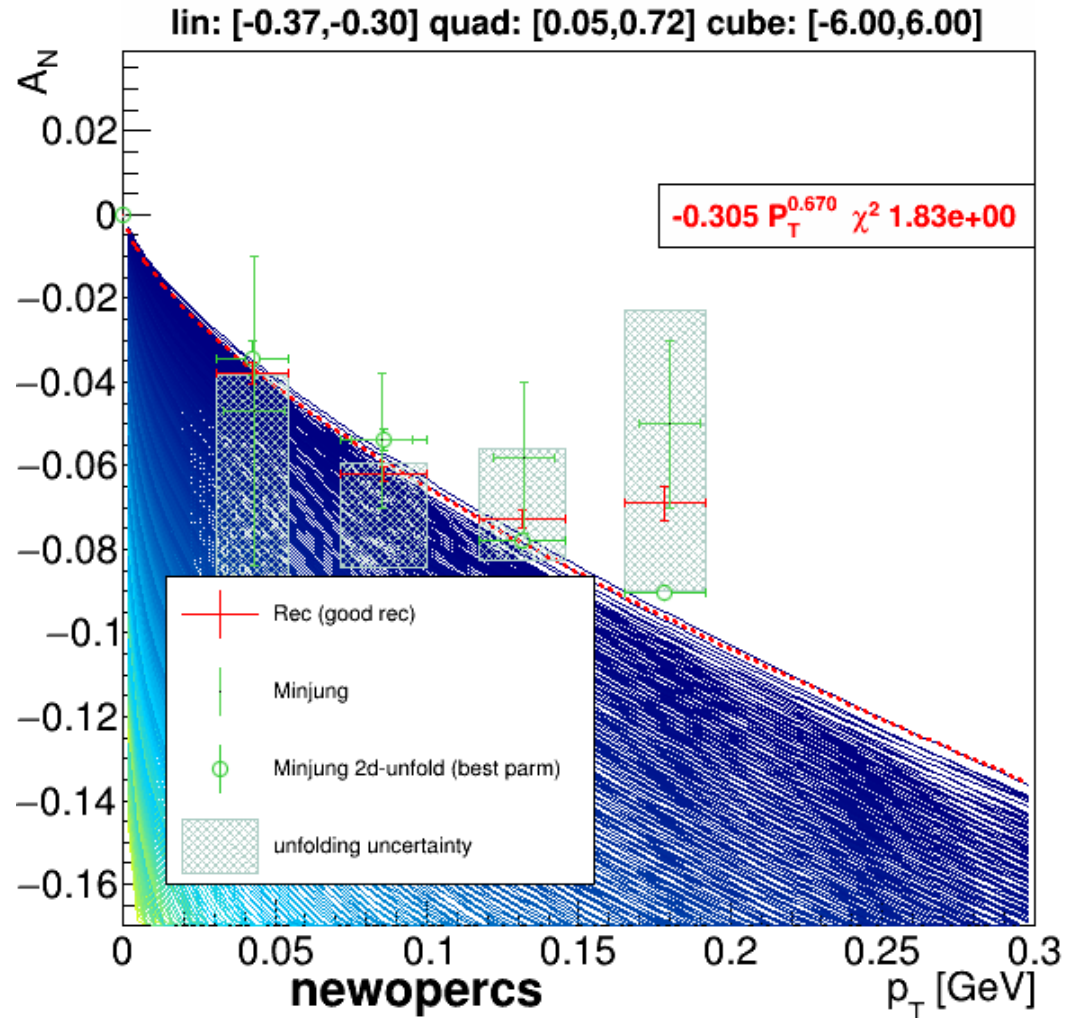 lin: [-0.37,-0.30] quad: [0.05,0.72] cube: [-6.00,6.00]
A_N
0.02
0
−0.02
−0.04
−0.06
−0.08
−0.1
−0.12
−0.14
−0.16
-0.305 P_T^0.670 χ² 1.83e+00
Rec (good rec)
Minjung
Minjung 2d-unfold (best parm)
unfolding uncertainty
0 0.05 0.1 0.15 0.2 0.25 0.3
newopercs
p_T [GeV]